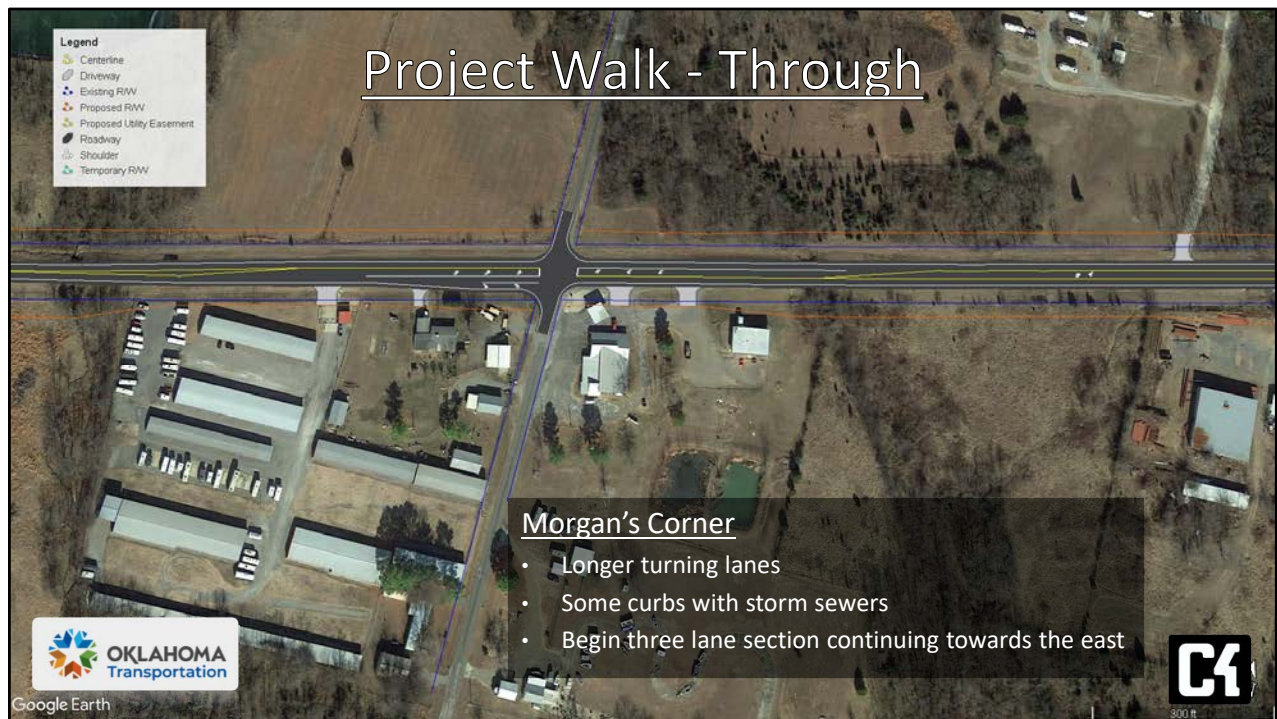 Project Walk - Through
Legend
Centerline
Driveway
Existing R/W
Proposed R/W
Proposed Utility Easement
Roadway
Shoulder
Temporary R/W
Morgan’s Corner
• Longer turning lanes
• Some curbs with storm sewers
• Begin three lane section continuing towards the east
OKLAHOMA
Transportation
Google Earth
C4
300 ft